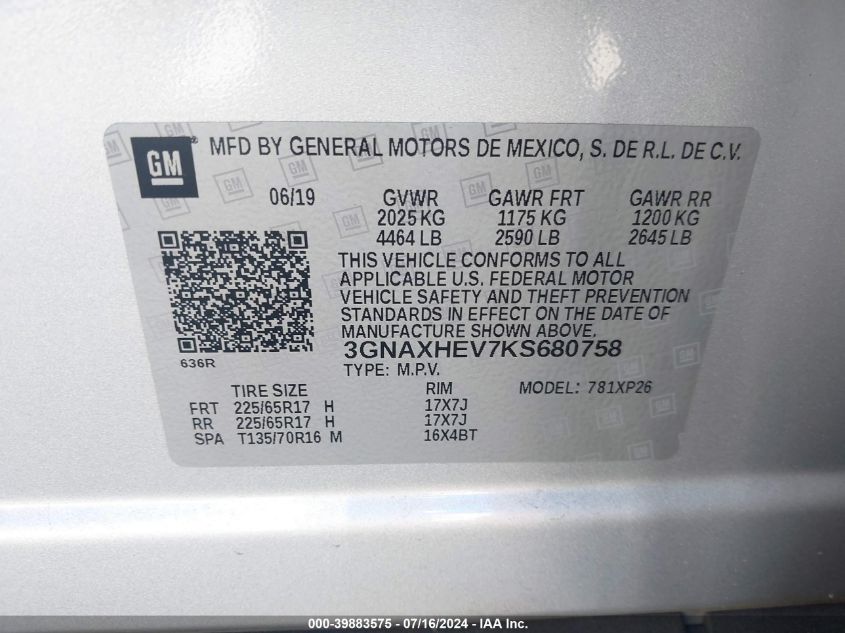 GM
MFD BY GENERAL MOTORS DE MEXICO, S. DE R.L. DE C.V.
06/19 GVWR GAWR FRT GAWR RR
2025 KG 1175 KG 1200 KG
4464 LB 2590 LB 2645 LB
THIS VEHICLE CONFORMS TO ALL
APPLICABLE U.S. FEDERAL MOTOR
VEHICLE SAFETY AND THEFT PREVENTION
STANDARDS IN EFFECT ON THE DATE OF
MANUFACTURE SHOWN ABOVE.
3GNAXHEV7KS680758
636R
TYPE: M.P.V.
TIRE SIZE RIM MODEL: 781XP26
FRT 225/65R17 H 17X7J
RR 225/65R17 H 17X7J
SPA T135/70R16 M 16X4BT
000-39883575 - 07/16/2024 - IAA Inc.